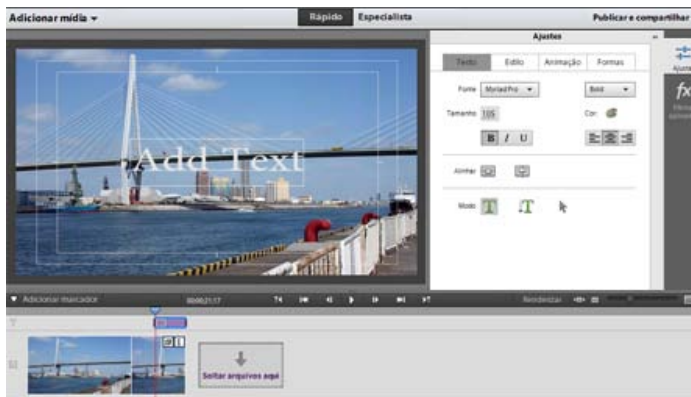 Adicionar mídia
Rápido
Especialista
Publicar e compartilhar
Ajustes
Texto
Estilo
Animação
Formas
Fonte
Myriad Pro
Bold
Tamanho
105
Cor:
B I U
Alinhar
Modo
T
T
fx
Add Text
Adicionar marcador
00;00;21;17
Renderizar
Soltar arquivos aqui